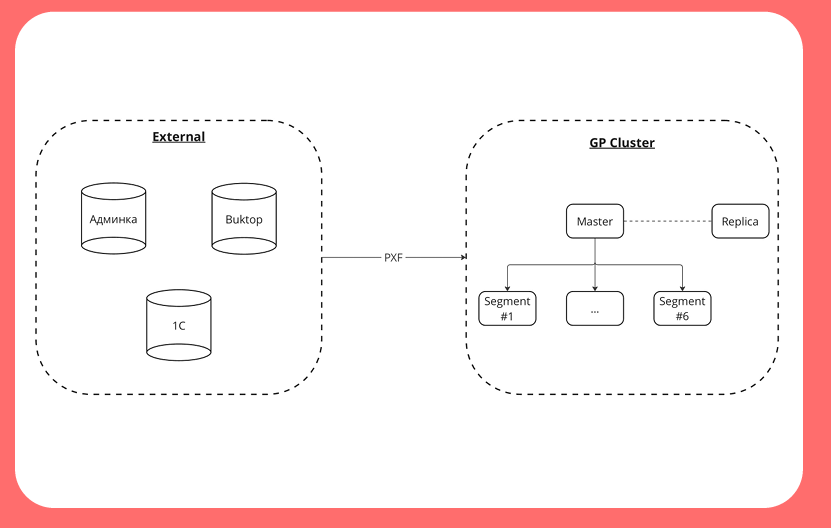 External
GP Cluster
Админка
Buktop
Master
Replica
PXF
Segment
#1
...
Segment
#6
1C